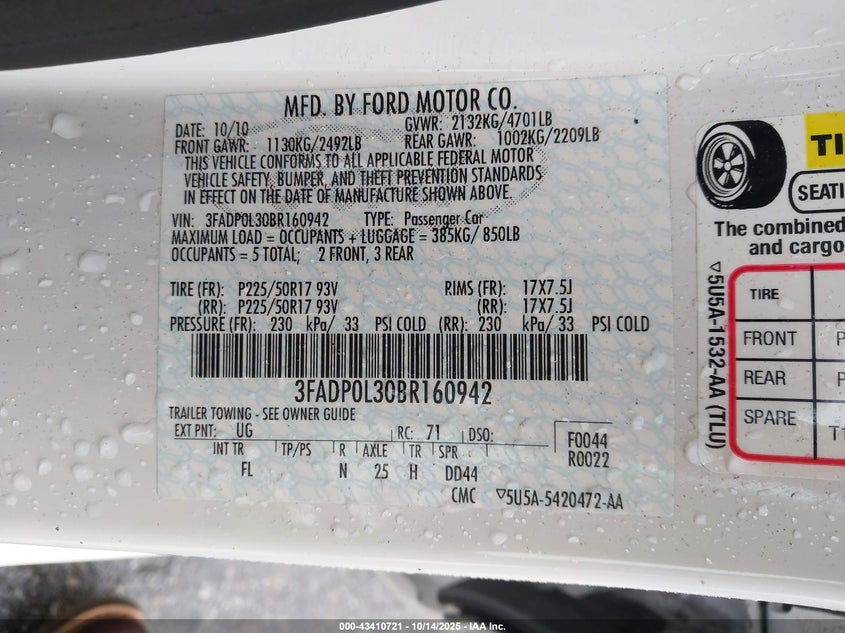 MFD. BY FORD MOTOR CO.
DATE: 10/10 GVWR: 2132KG/4701LB
FRONT GAWR: 1130KG/2492LB REAR GAWR: 1002KG/2209LB
THIS VEHICLE CONFORMS TO ALL APPLICABLE FEDERAL MOTOR
VEHICLE SAFETY, BUMPER, AND THEFT PREVENTION STANDARDS
IN EFFECT ON THE DATE OF MANUFACTURE SHOWN ABOVE.
VIN: 3FADP0L30BR160942 TYPE: Passenger Car
MAXIMUM LOAD = OCCUPANTS + LUGGAGE = 385KG/ 850LB
OCCUPANTS = 5 TOTAL; 2 FRONT, 3 REAR
TIRE (FR): P225/50R17 93V RIMS (FR): 17X7.5J
(RR): P225/50R17 93V (RR): 17X7.5J
PRESSURE (FR): 230 kPa/ 33 PSI COLD (RR): 230 kPa/ 33 PSI COLD
3FADP0L30BR160942
TRAILER TOWING - SEE OWNER GUIDE
EXT PNT: UG RC: 71 DSO: F0044
R0022
INT TR TP/PS R AXLE TR SPR
FL N 25 H DD44
CMC ▽5U5A-5420472-AA
TI
SEATI
The combined
and cargo
TIRE
FRONT P
REAR P
SPARE T1
▽5U5A-1532-AA (TLU)
000-43410721 - 10/14/2025 - IAA Inc.